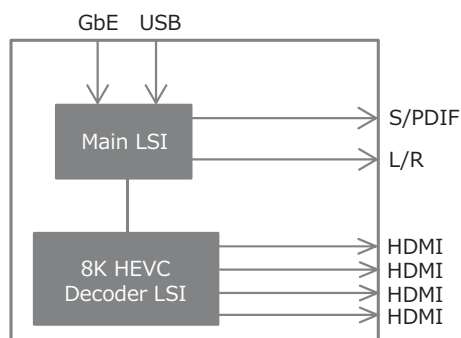 GbE USB
Main LSI
S/PDIF
L/R
8K HEVC
Decoder LSI
HDMI
HDMI
HDMI
HDMI